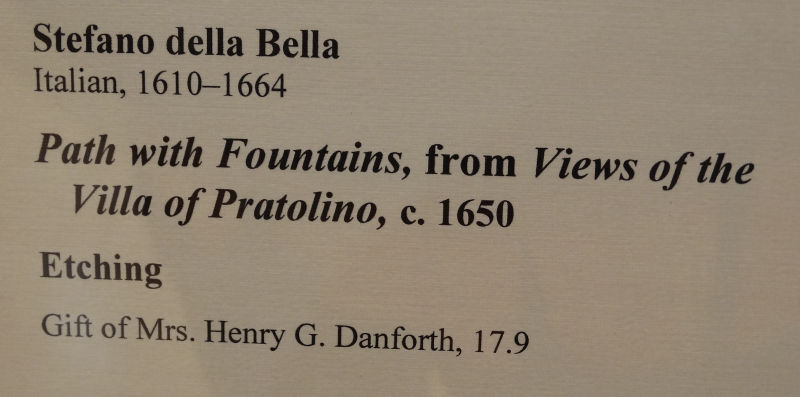 Stefano della Bella
Italian, 1610–1664
Path with Fountains, from Views of the
Villa of Pratolino, c. 1650
Etching
Gift of Mrs. Henry G. Danforth, 17.9